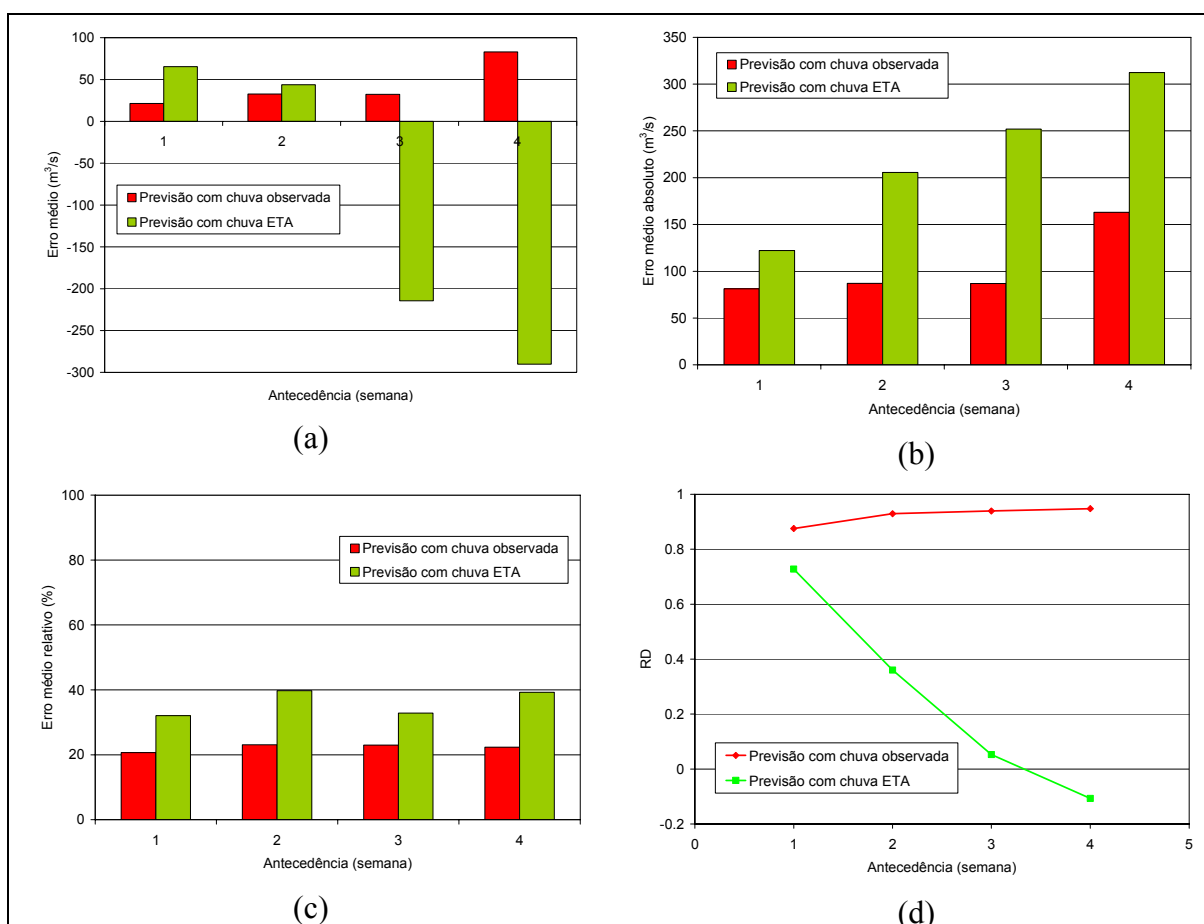 100
50
0
-50
-100
-150
-200
-250
-300
1
2
3
4
Erro médio (m³/s)
Previsão com chuva observada
Previsão com chuva ETA
Antecedência (semana)
(a)
350
300
250
200
150
100
50
0
Erro médio absoluto (m³/s)
Previsão com chuva observada
Previsão com chuva ETA
1
2
3
4
Antecedência (semana)
(b)
100
80
60
40
20
0
Erro médio relativo (%)
Previsão com chuva observada
Previsão com chuva ETA
1
2
3
4
Antecedência (semana)
(c)
1
0.8
0.6
0.4
0.2
0
-0.2
RD
Previsão com chuva observada
Previsão com chuva ETA
0
1
2
3
4
5
Antecedência (semana)
(d)